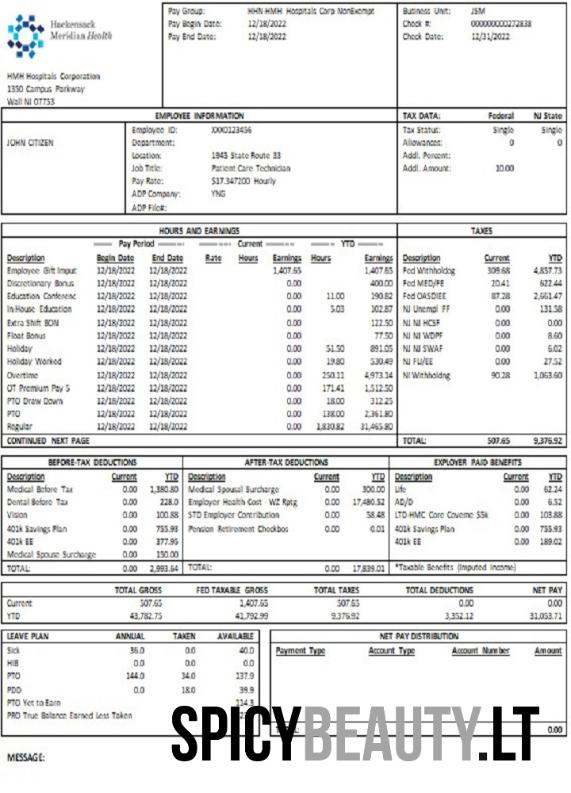 Hackensack
Meridian Health
HMH Hospitals Corporation
1350 Campus Parkway
Wall NJ 07753
Pay Group: HHN-HMH Hospitals Corp NonExempt
Pay Begin Date: 12/18/2022
Pay End Date: 12/18/2022
Business Unit: JSM
Check #: 000000000272838
Check Date: 12/31/2022
EMPLOYEE INFORMATION
JOHN CITIZEN
Employee ID: XXX0123456
Department:
Location: 1945 State Route 33
Job Title: Patient Care Technician
Pay Rate: $17.347200 Hourly
ADP Company: YNG
ADP File#:
TAX DATA: Federal NJ State
Tax Status: Single Single
Allowances: 0 0
Addl. Percent:
Addl. Amount: 10.00
HOURS AND EARNINGS
Pay Period Current YTD
Description Begin Date End Date Rate Hours Earnings Hours Earnings
Employee Gift Imput 12/18/2022 12/18/2022 1,407.65 1,407.65
Discretionary Bonus 12/18/2022 12/18/2022 0.00 400.00
Education Conferenc 12/18/2022 12/18/2022 0.00 11.00 190.82
In-House Education 12/18/2022 12/18/2022 0.00 5.03 102.87
Extra Shift BON 12/18/2022 12/18/2022 0.00 122.50
Float Bonus 12/18/2022 12/18/2022 0.00 77.50
Holiday 12/18/2022 12/18/2022 0.00 51.50 891.05
Holiday Worked 12/18/2022 12/18/2022 0.00 19.80 530.49
Overtime 12/18/2022 12/18/2022 0.00 250.11 4,973.14
OT Premium Pay 5 12/18/2022 12/18/2022 0.00 171.41 1,512.50
PTO Draw Down 12/18/2022 12/18/2022 0.00 18.00 312.25
PTO 12/18/2022 12/18/2022 0.00 138.00 2,361.80
Regular 12/18/2022 12/18/2022 0.00 1,830.82 31,465.80
CONTINUED NEXT PAGE
TAXES
Description Current YTD
Fed Withholdng 309.68 4,857.73
Fed MED/FE 20.41 622.44
Fed OASDIEE 87.28 2,661.47
NJ Unempl FF 0.00 131.58
NJ NJ HCSF 0.00 0.00
NJ NJ WDPF 0.00 8.60
NJ NJ SWAF 0.00 6.02
NJ FLI/EE 0.00 27.52
NJ Withholdng 90.28 1,063.60
TOTAL: 507.65 9,376.92
BEFORE-TAX DEDUCTIONS
Description Current YTD
Medical Before Tax 0.00 1,380.80
Dental Before Tax 0.00 228.0
Vision 0.00 100.88
401k Savings Plan 0.00 755.93
401k EE 0.00 377.95
Medical Spouse Surcharge 0.00 150.00
TOTAL: 0.00 2,993.64
AFTER-TAX DEDUCTIONS
Description Current YTD
Medical Spousal Surcharge 0.00 300.00
Employer Health Cost - WZ Rptg 0.00 17,480.52
STD Employer Contribution 0.00 58.48
Pension Retirement Checkbos 0.00 0.01
TOTAL: 0.00 17,839.01
EMPLOYER PAID BENEFITS
Description Current YTD
Life 0.00 62.24
AD/D 0.00 6.52
LTD HMC Core Coveme 55k 0.00 103.88
401k Savings Plan 0.00 755.93
401k EE 0.00 189.02
*Taxable Benefits (Imputed Income)
TOTAL GROSS FED TAXABLE GROSS TOTAL TAXES TOTAL DEDUCTIONS NET PAY
Current 507.65 1,407.65 507.65 0.00 0.00
YTD 43,782.75 41,792.99 9,376.92 3,352.12 31,053.71
LEAVE PLAN ANNUAL TAKEN AVAILABLE
Sick 36.0 0.0 40.0
HIB 0.0 0.0 0.0
PTO 144.0 34.0 137.9
PDD 0.0 18.0 39.9
PTO Yet to Earn
PRO True Balance Earned Less Taken
NET PAY DISTRIBUTION
Payment Type Account Type Account Number Amount
0.00
SPICYBEAUTY.LT
MESSAGE: